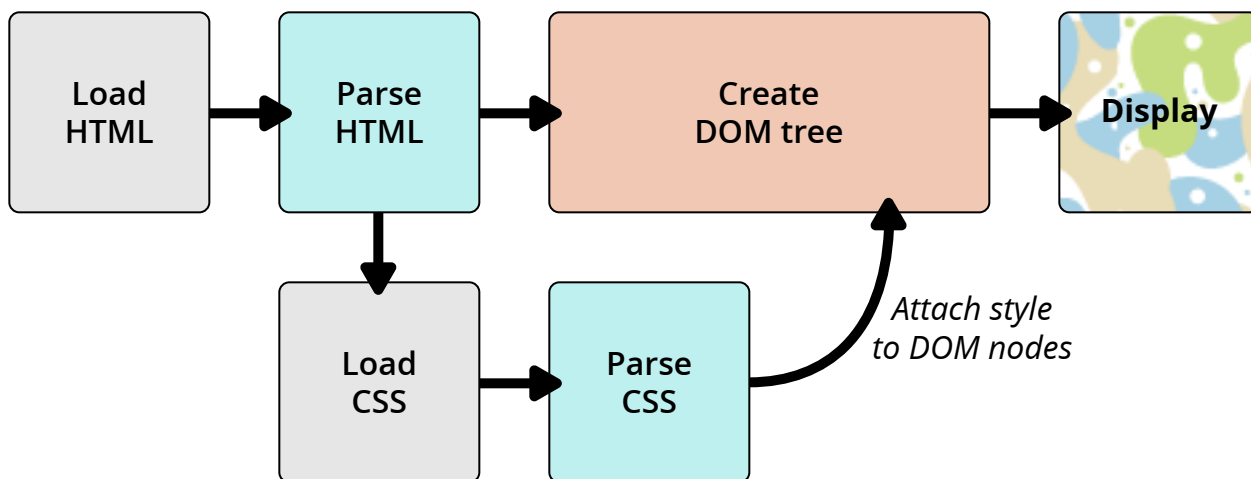 Load
HTML
Parse
HTML
Create
DOM tree
Display
Load
CSS
Parse
CSS
Attach style
to DOM nodes